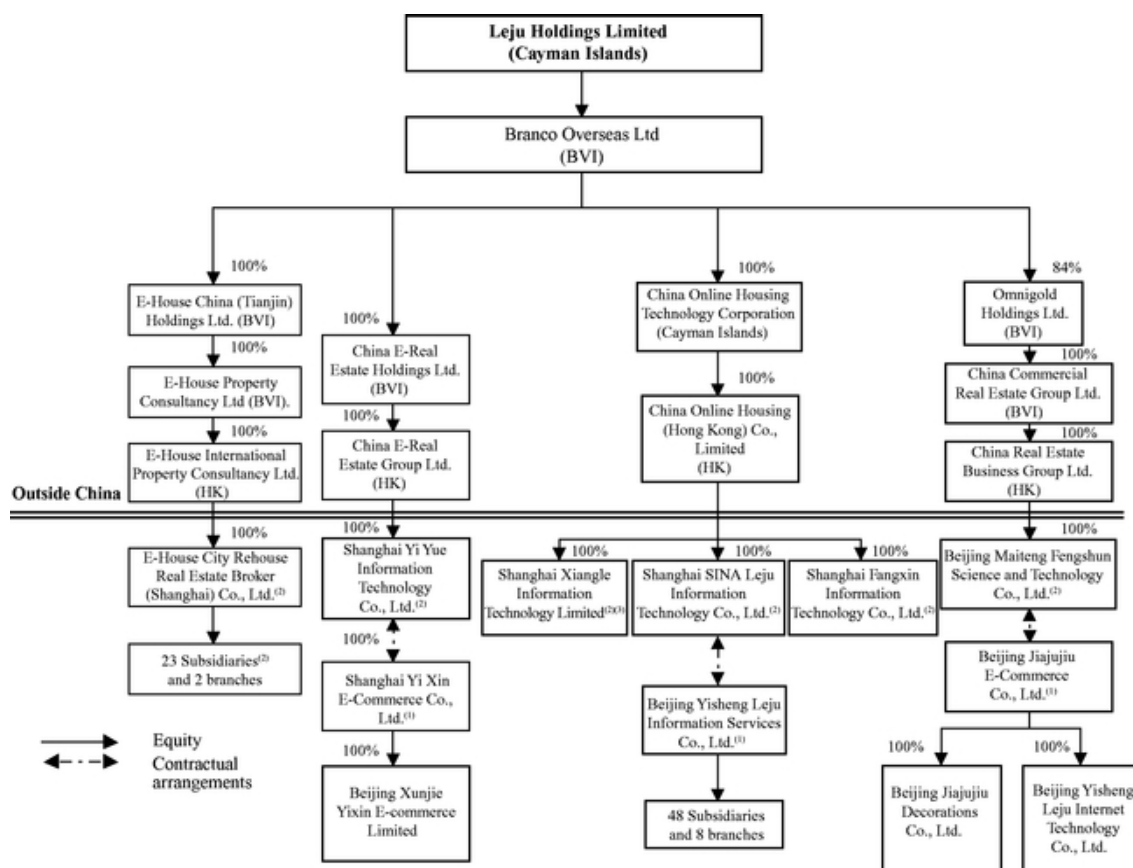 Leju Holdings Limited
(Cayman Islands)
Branco Overseas Ltd
(BVI)
100%
E-House China (Tianjin)
Holdings Ltd. (BVI)
100%
E-House Property
Consultancy Ltd (BVI).
100%
E-House International
Property Consultancy Ltd.
(HK)
100%
China E-Real
Estate Holdings Ltd.
(BVI)
100%
China E-Real
Estate Group Ltd.
(HK)
100%
China Online Housing
Technology Corporation
(Cayman Islands)
100%
China Online Housing
(Hong Kong) Co.,
Limited
(HK)
84%
Omnigold
Holdings Ltd.
(BVI)
100%
China Commercial
Real Estate Group Ltd.
(BVI)
100%
China Real Estate
Business Group Ltd.
(HK)
Outside China
100%
E-House City Rehouse
Real Estate Broker
(Shanghai) Co., Ltd.(2)
23 Subsidiaries(2)
and 2 branches
100%
Shanghai Yi Yue
Information
Technology
Co., Ltd.(2)
100%
Shanghai Yi Xin
E-Commerce Co.,
Ltd.(1)
100%
Beijing Xunjie
Yixin E-commerce
Limited
100%
Shanghai Xiangle
Information
Technology Limited(2)(3)
100%
Shanghai SINA Leju
Information
Technology Co., Ltd.(2)
100%
Shanghai Fangxin
Information
Technology Co., Ltd.(2)
Beijing Yisheng Leju
Information Services
Co., Ltd.(1)
48 Subsidiaries
and 8 branches
100%
Beijing Maiteng Fengshun
Science and Technology
Co., Ltd.(2)
Beijing Jiajujiu
E-Commerce
Co., Ltd.(1)
100%
Beijing Jiajujiu
Decorations
Co., Ltd.
100%
Beijing Yisheng
Leju Internet
Technology
Co., Ltd.
Equity
Contractual
arrangements